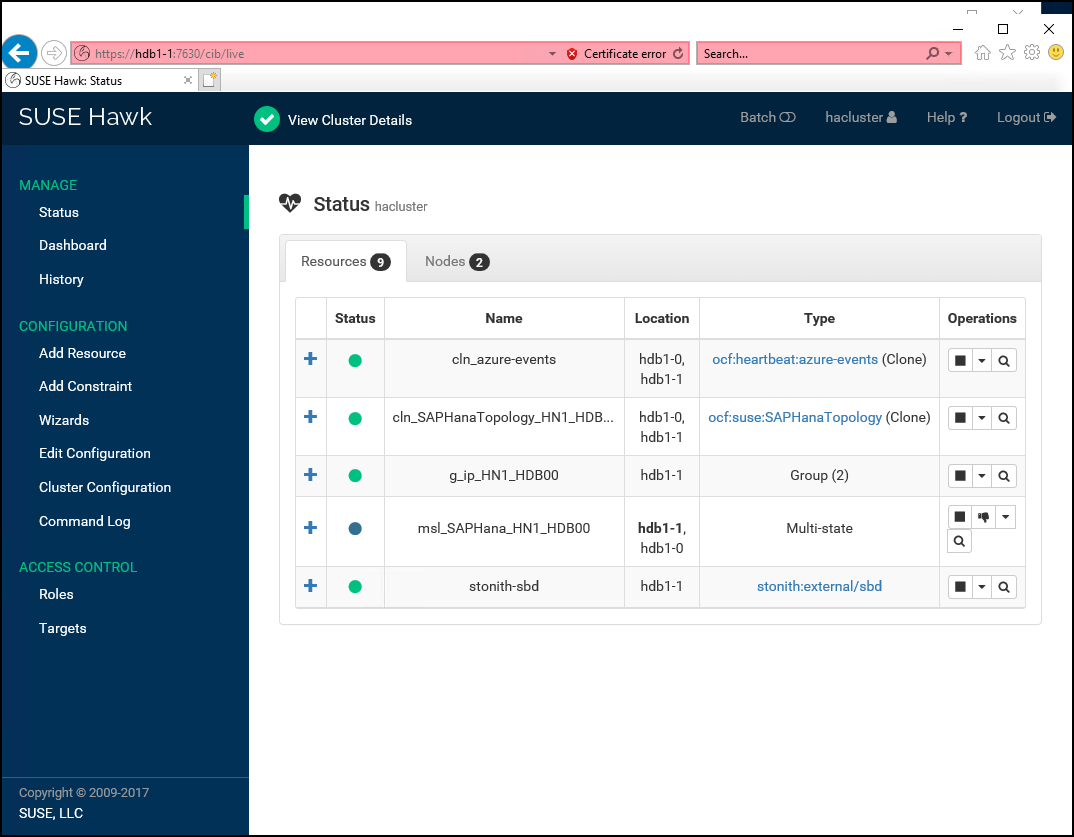 https://hdb1-1:7630/cib/live
Certificate error
Search...
SUSE Hawk: Status
SUSE Hawk
View Cluster Details
Batch
hacluster
Help ?
Logout
MANAGE
Status
Dashboard
History
CONFIGURATION
Add Resource
Add Constraint
Wizards
Edit Configuration
Cluster Configuration
Command Log
ACCESS CONTROL
Roles
Targets
Copyright © 2009-2017
SUSE, LLC
Status hacluster
Resources 9
Nodes 2
Status Name Location Type Operations
cln_azure-events hdb1-0, ocf:heartbeat:azure-events (Clone)
hdb1-1
cln_SAPHanaTopology_HN1_HDB... hdb1-0, ocf:suse:SAPHanaTopology (Clone)
hdb1-1
g_ip_HN1_HDB00 hdb1-1 Group (2)
msl_SAPHana_HN1_HDB00 hdb1-1, Multi-state
hdb1-0
stonith-sbd hdb1-1 stonith:external/sbd